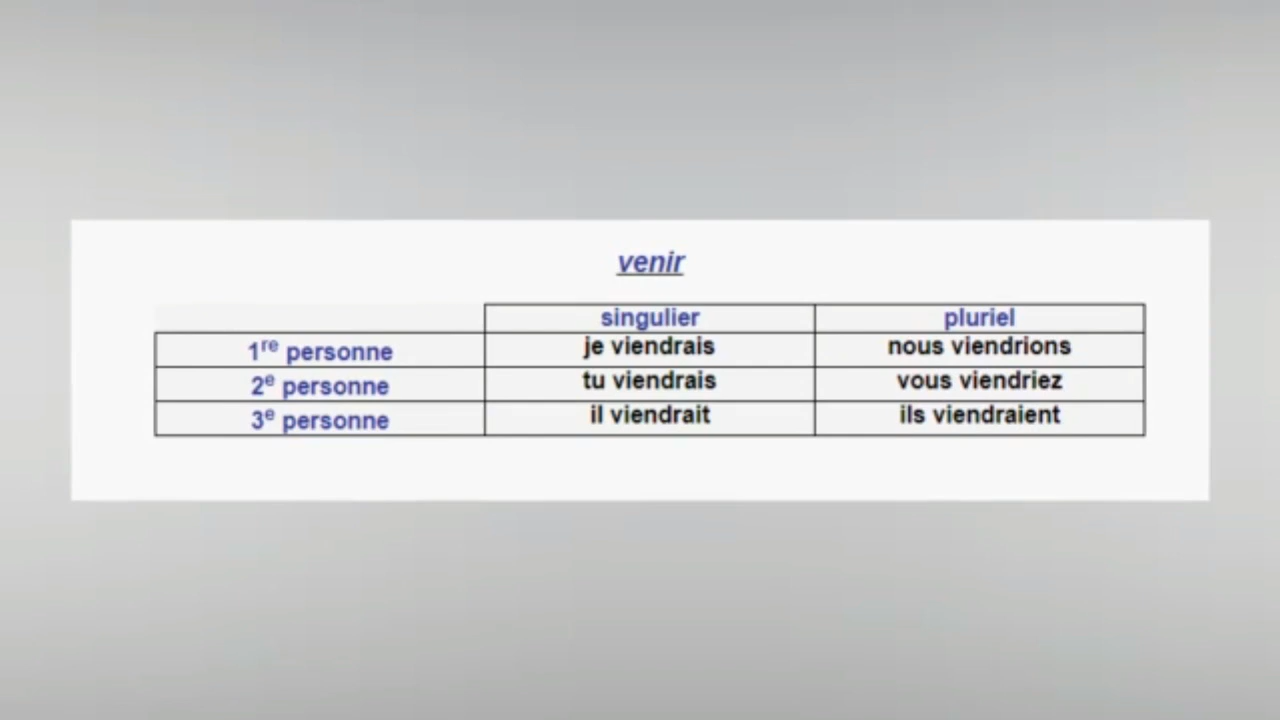 venir
singulier pluriel
1re personne je viendrais nous viendrions
2e personne tu viendrais vous viendriez
3e personne il viendrait ils viendraient